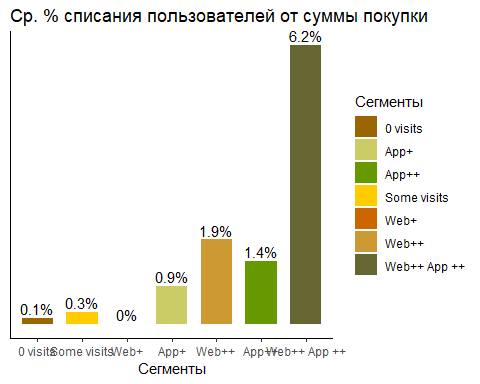 Ср. % списания пользователей от суммы покупки
6.2%
1.9%
1.4%
0.9%
0.3%
0.1%
0%
0 visits
Some visits
Web+
App+
Web++
App++
Web++ App ++
Сегменты
Сегменты
0 visits
App+
App++
Some visits
Web+
Web++
Web++ App ++